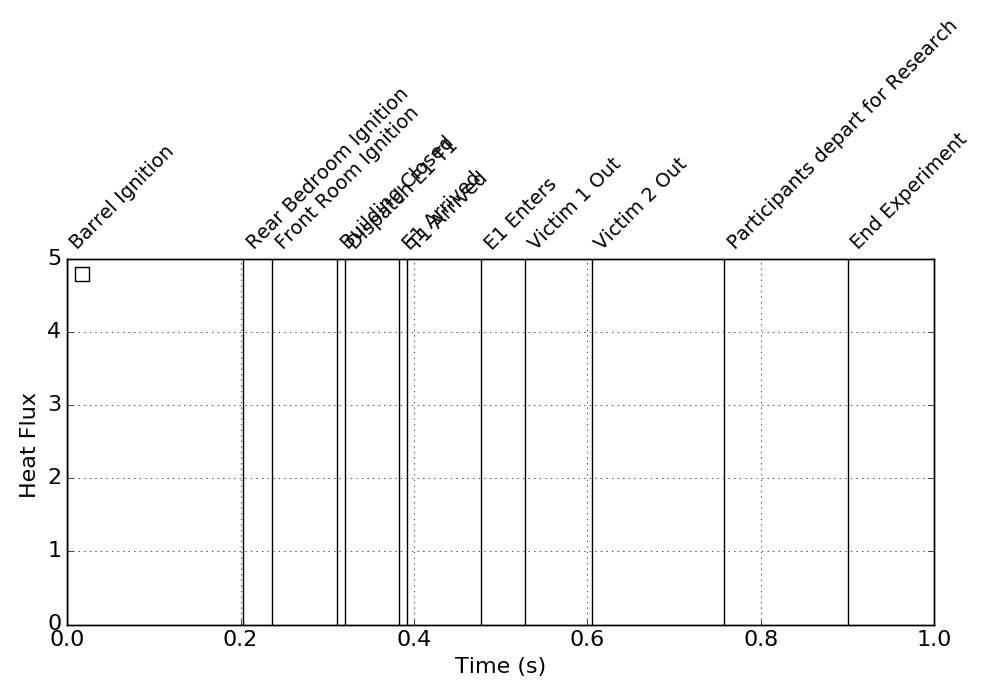 Barrel Ignition
Rear Bedroom Ignition
Front Room Ignition
Building Closed
Dispatch E1 T1
E1 Arrived
T1 Arrived
E1 Enters
Victim 1 Out
Victim 2 Out
Participants depart for Research
End Experiment
5
4
3
2
1
0
Heat Flux
0.0 0.2 0.4 0.6 0.8 1.0
Time (s)